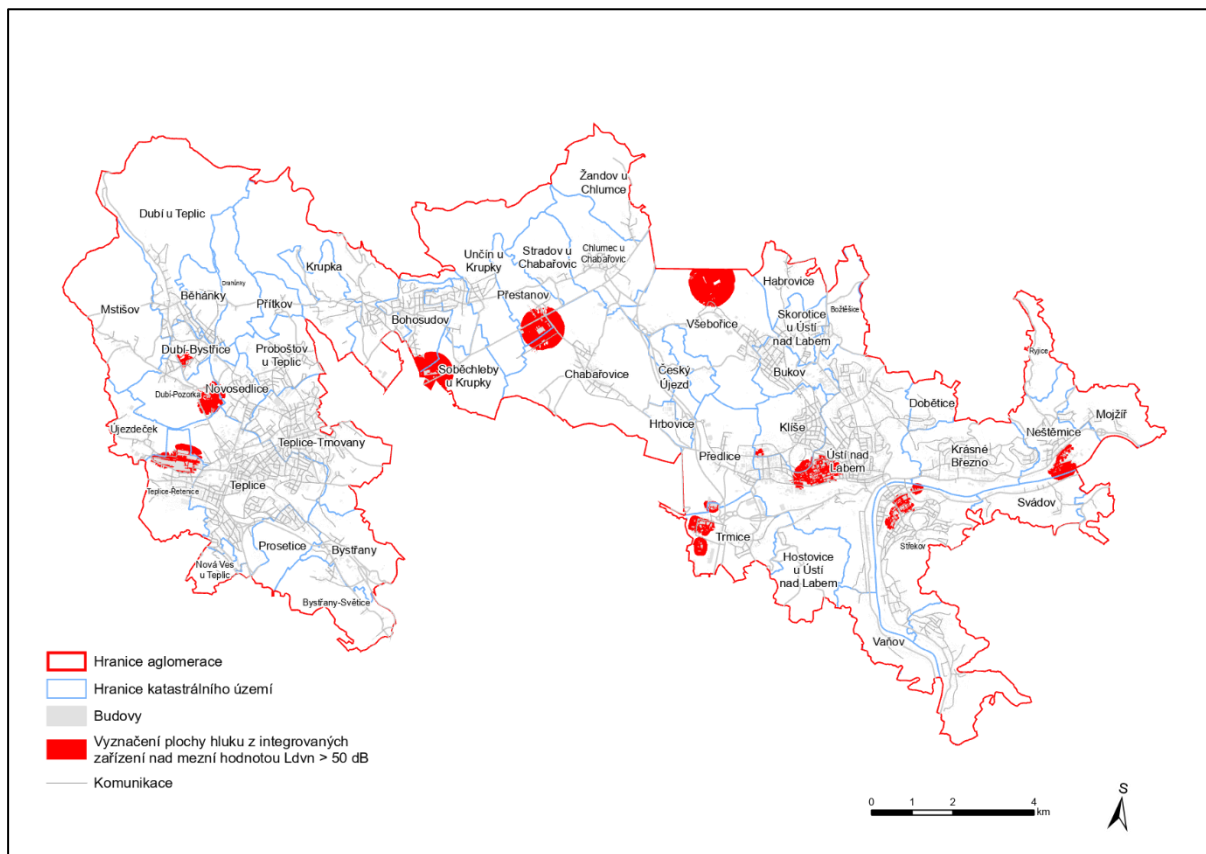 Žandov u
Chlumce
Dubí u Teplic
Unčín u
Krupky
Stradov u
Chabařovic
Chlumec u
Chabařovic
Krupka
Drahůnky
Habrovice
Běhánky
Přítkov
Přestanov
Mstišov
Bohosudov
Všebořice
Skorotice
u Ústí
nad Labem
Božtěšice
Dubí-Bystřice
Proboštov
u Teplic
Soběchleby
u Krupky
Chabařovice
Český
Újezd
Bukov
Ryjice
Dubí-Pozorka
Novosedlice
Dobětice
Mojžíř
Újezdeček
Hrbovice
Klíše
Neštěmice
Teplice-Trnovany
Předlice
Ústí nad
Labem
Krásné
Březno
Teplice-Řetenice
Teplice
Svádov
Trmice
Střekov
Prosetice
Bystřany
Hostovice
u Ústí
nad Labem
Nová Ves
u Teplic
Bystřany-Světice
Vaňov
Hranice aglomerace
Hranice katastrálního území
Budovy
Vyznačení plochy hluku z integrovaných
zařízení nad mezní hodnotou Ldvn > 50 dB
Komunikace
0 1 2 4
km
S